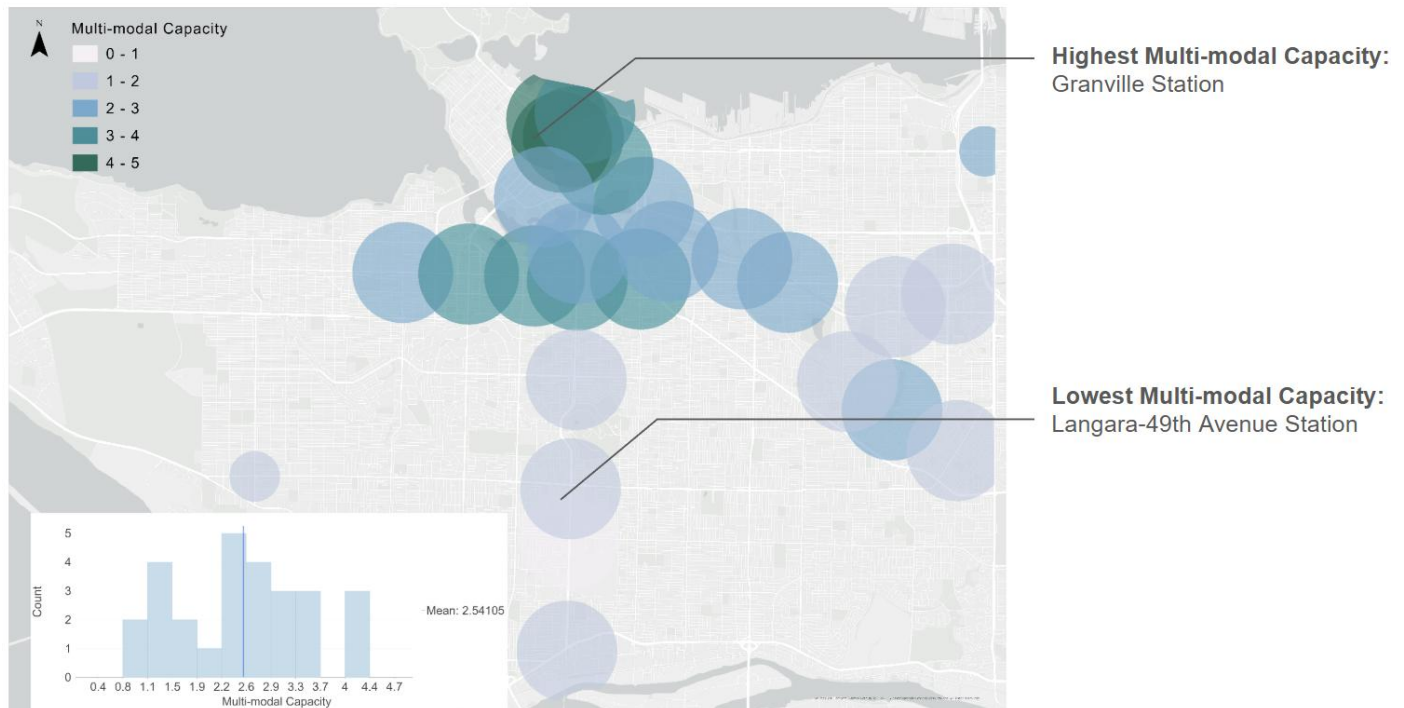 N
Multi-modal Capacity
0 - 1
1 - 2
2 - 3
3 - 4
4 - 5
Highest Multi-modal Capacity:
Granville Station
Lowest Multi-modal Capacity:
Langara-49th Avenue Station
5
4
3
2
1
0
Count
Mean: 2.54105
0.4 0.8 1.1 1.5 1.9 2.2 2.6 2.9 3.3 3.7 4 4.4 4.7
Multi-modal Capacity